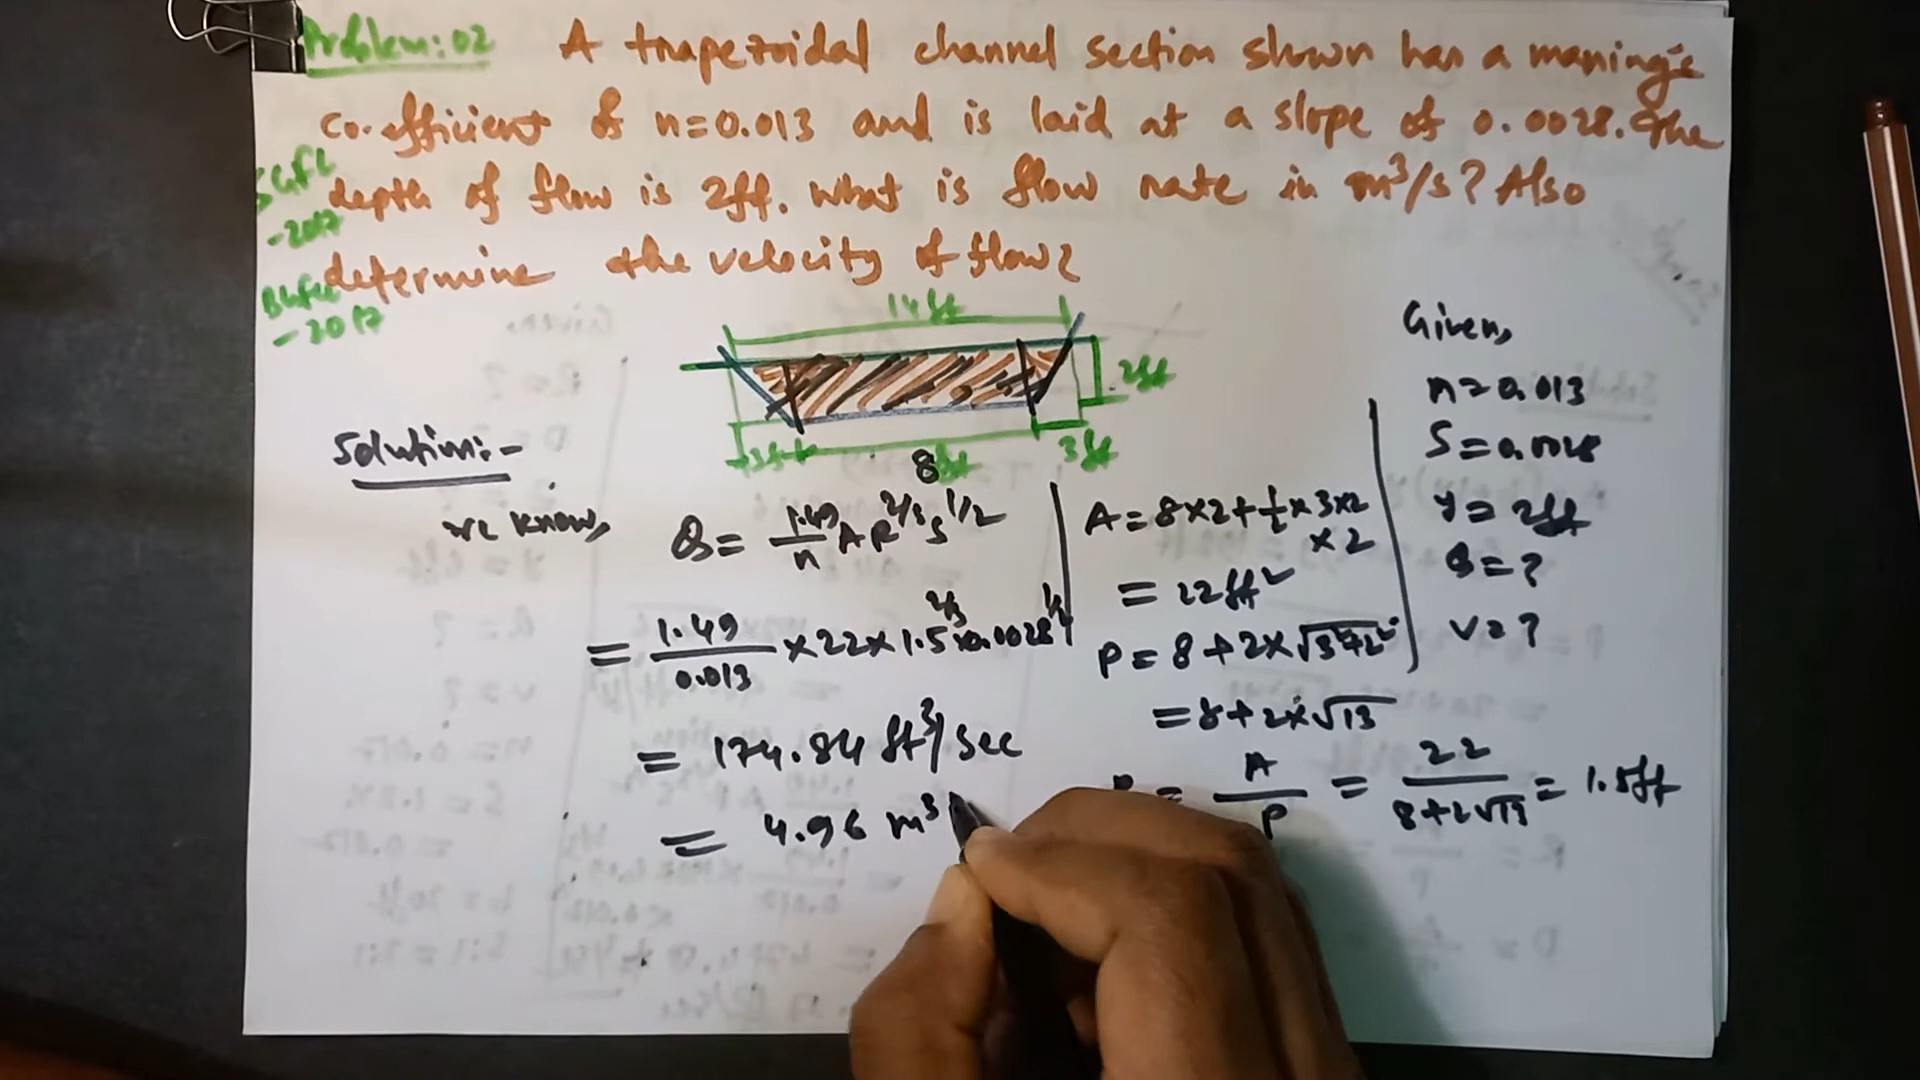 Problem:02 A trapezoidal channel section shown has a maning's
co-efficient of n=0.013 and is laid at a slope of 0.0028. The
depth of flow is 2ft. What is flow rate in m³/s? Also
determine the velocity of flow?
-2017
-2017
14ft
2ft
3ft
8ft
3ft
Solution:-
we know,
Q = 1.49/n A R^2/3 S^1/2
= 1.49/0.013 × 22 × 1.5^2/3 × 0.0028^1/2
= 174.84 ft³/sec
= 4.96 m³
A = 8×2+½×3×2
×2
= 22ft²
P = 8+2×√3²+2²
= 8+2×√13
= A/P = 22/8+2√13 = 1.5ft
Given,
n=0.013
S=0.0028
y=2ft
Q=?
V=?